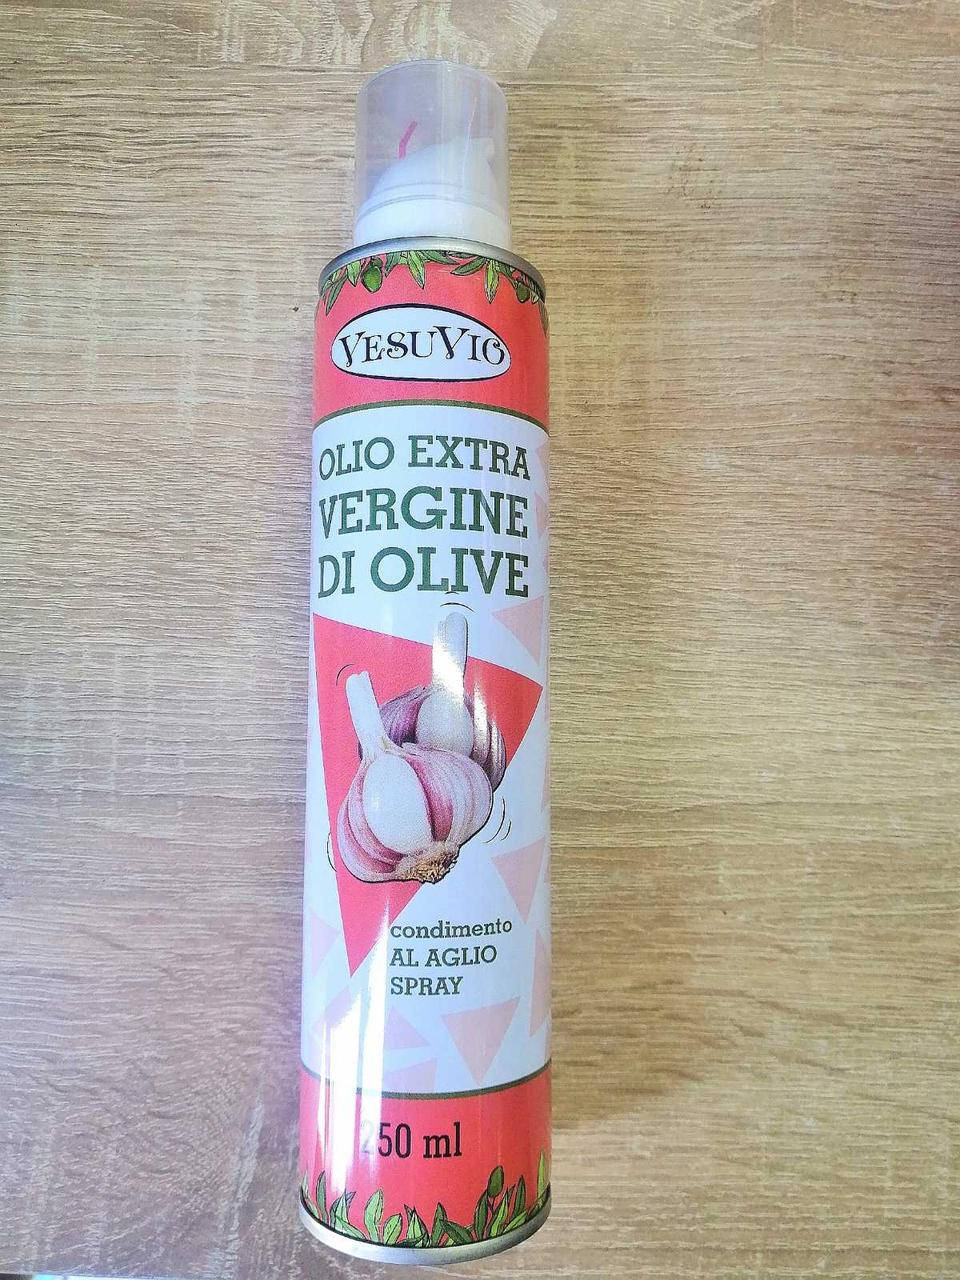 VESUVIO
OLIO EXTRA
VERGINE
DI OLIVE
condimento
AL AGLIO
SPRAY
250 ml